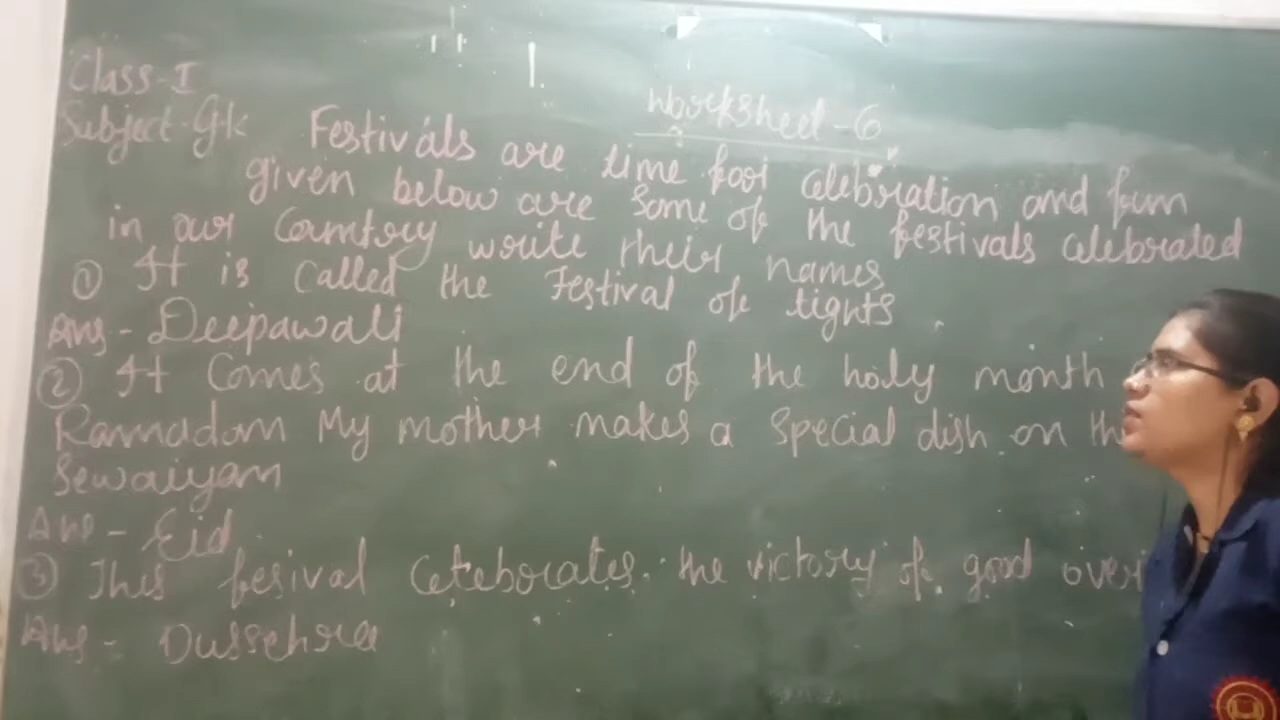 Class-I
Worksheet-6
Subject-Gk
Festivals are time for celebration and fun
given below are some of the festivals celebrated
in our Country write their names
① It is called the Festival of lights
Ans - Deepawali
② It Comes at the end of the holy month
Ramadan My mother makes a special dish on
Sewaiyan
Ans - Eid
③ This fesival Celebrates the victory of good over
Ans - Dussehra